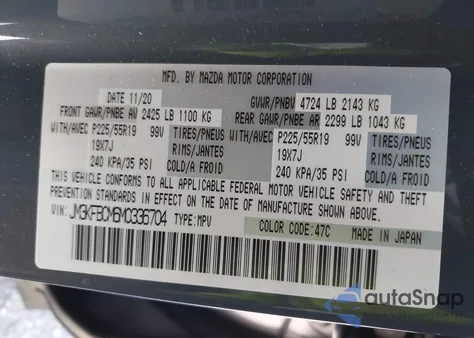 MFD. BY MAZDA MOTOR CORPORATION
DATE 11/20 GVWR/PNBV 4724 LB 2143 KG
FRONT GAWR/PNBE AV 2425 LB 1100 KG REAR GAWR/PNBE AR 2299 LB 1043 KG
WITH/AVEC P225/55R19 99V TIRES/PNEUS WITH/AVEC P225/55R19 99V TIRES/PNEUS
19X7J RIMS/JANTES 19X7J RIMS/JANTES
240 KPA/35 PSI COLD/A FROID 240 KPA/35 PSI COLD/A FROID
THIS VEHICLE CONFORMS TO ALL APPLICABLE FEDERAL MOTOR VEHICLE SAFETY AND THEFT
PREVENTION STANDARDS IN EFFECT ON THE DATE OF MANUFACTURE SHOWN ABOVE.
VIN: JM3KFBCM6M0336704 TYPE: MPV COLOR CODE: 47C MADE IN JAPAN
autoSnap